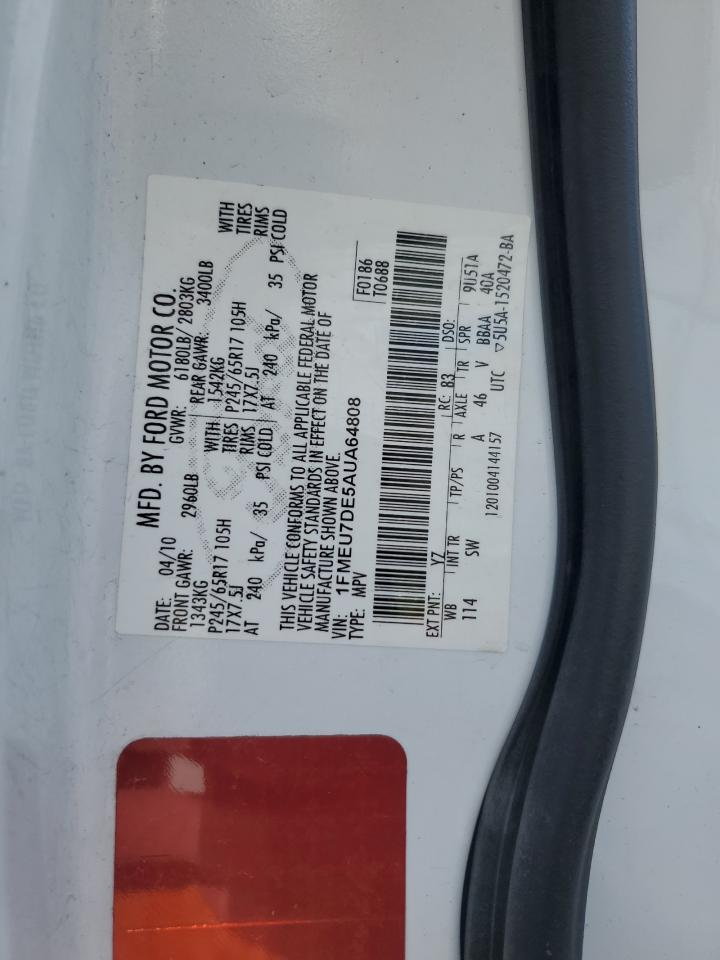 MFD. BY FORD MOTOR CO.
DATE: 04/10 GVWR: 6180LB/ 2803KG
FRONT GAWR: 2960LB REAR GAWR: 3400LB
1343KG WITH 1542KG WITH
P245/65R17 105H TIRES P245/65R17 105H TIRES
17X7.5J RIMS 17X7.5J RIMS
AT 240 kPa/ 35 PSI COLD AT 240 kPa/ 35 PSI COLD
THIS VEHICLE CONFORMS TO ALL APPLICABLE FEDERAL MOTOR
VEHICLE SAFETY STANDARDS IN EFFECT ON THE DATE OF
MANUFACTURE SHOWN ABOVE.
VIN: 1FMEU7DE5AUA64808 F0186
TYPE: MPV T0688
EXT PNT: YZ RC: B3 DSO:
WB INT TR TP/PS R AXLE TR SPR 9U51A
114 SW A 46 V BBAA 40A
1201004144157 UTC ▽5U5A-1520472-BA